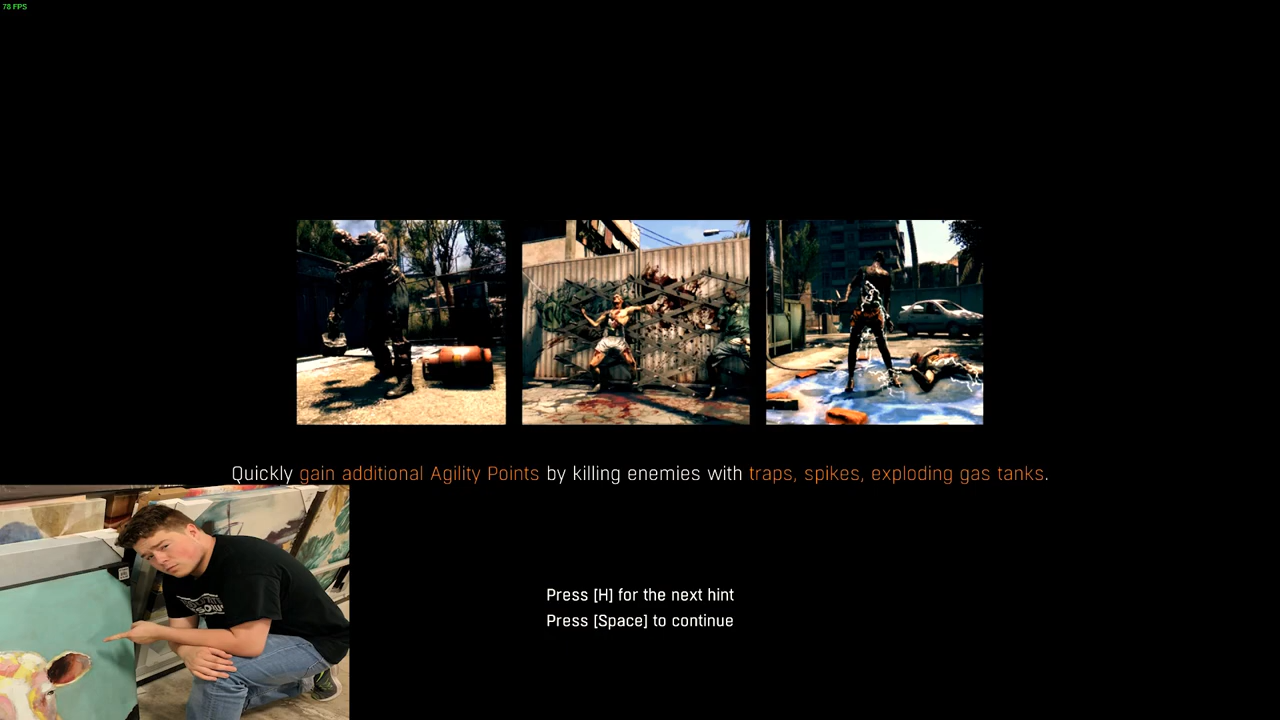 78 FPS
Quickly gain additional Agility Points by killing enemies with traps, spikes, exploding gas tanks.
Press [H] for the next hint
Press [Space] to continue